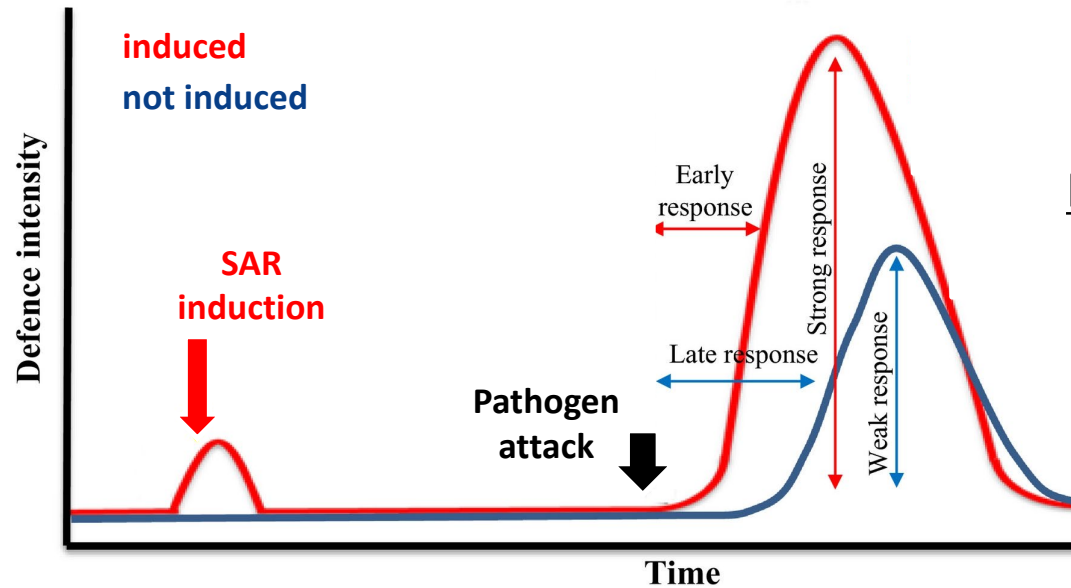 induced
not induced
Defence intensity
SAR
induction
Early
response
Strong response
Late response
Weak response
Pathogen
attack
Time